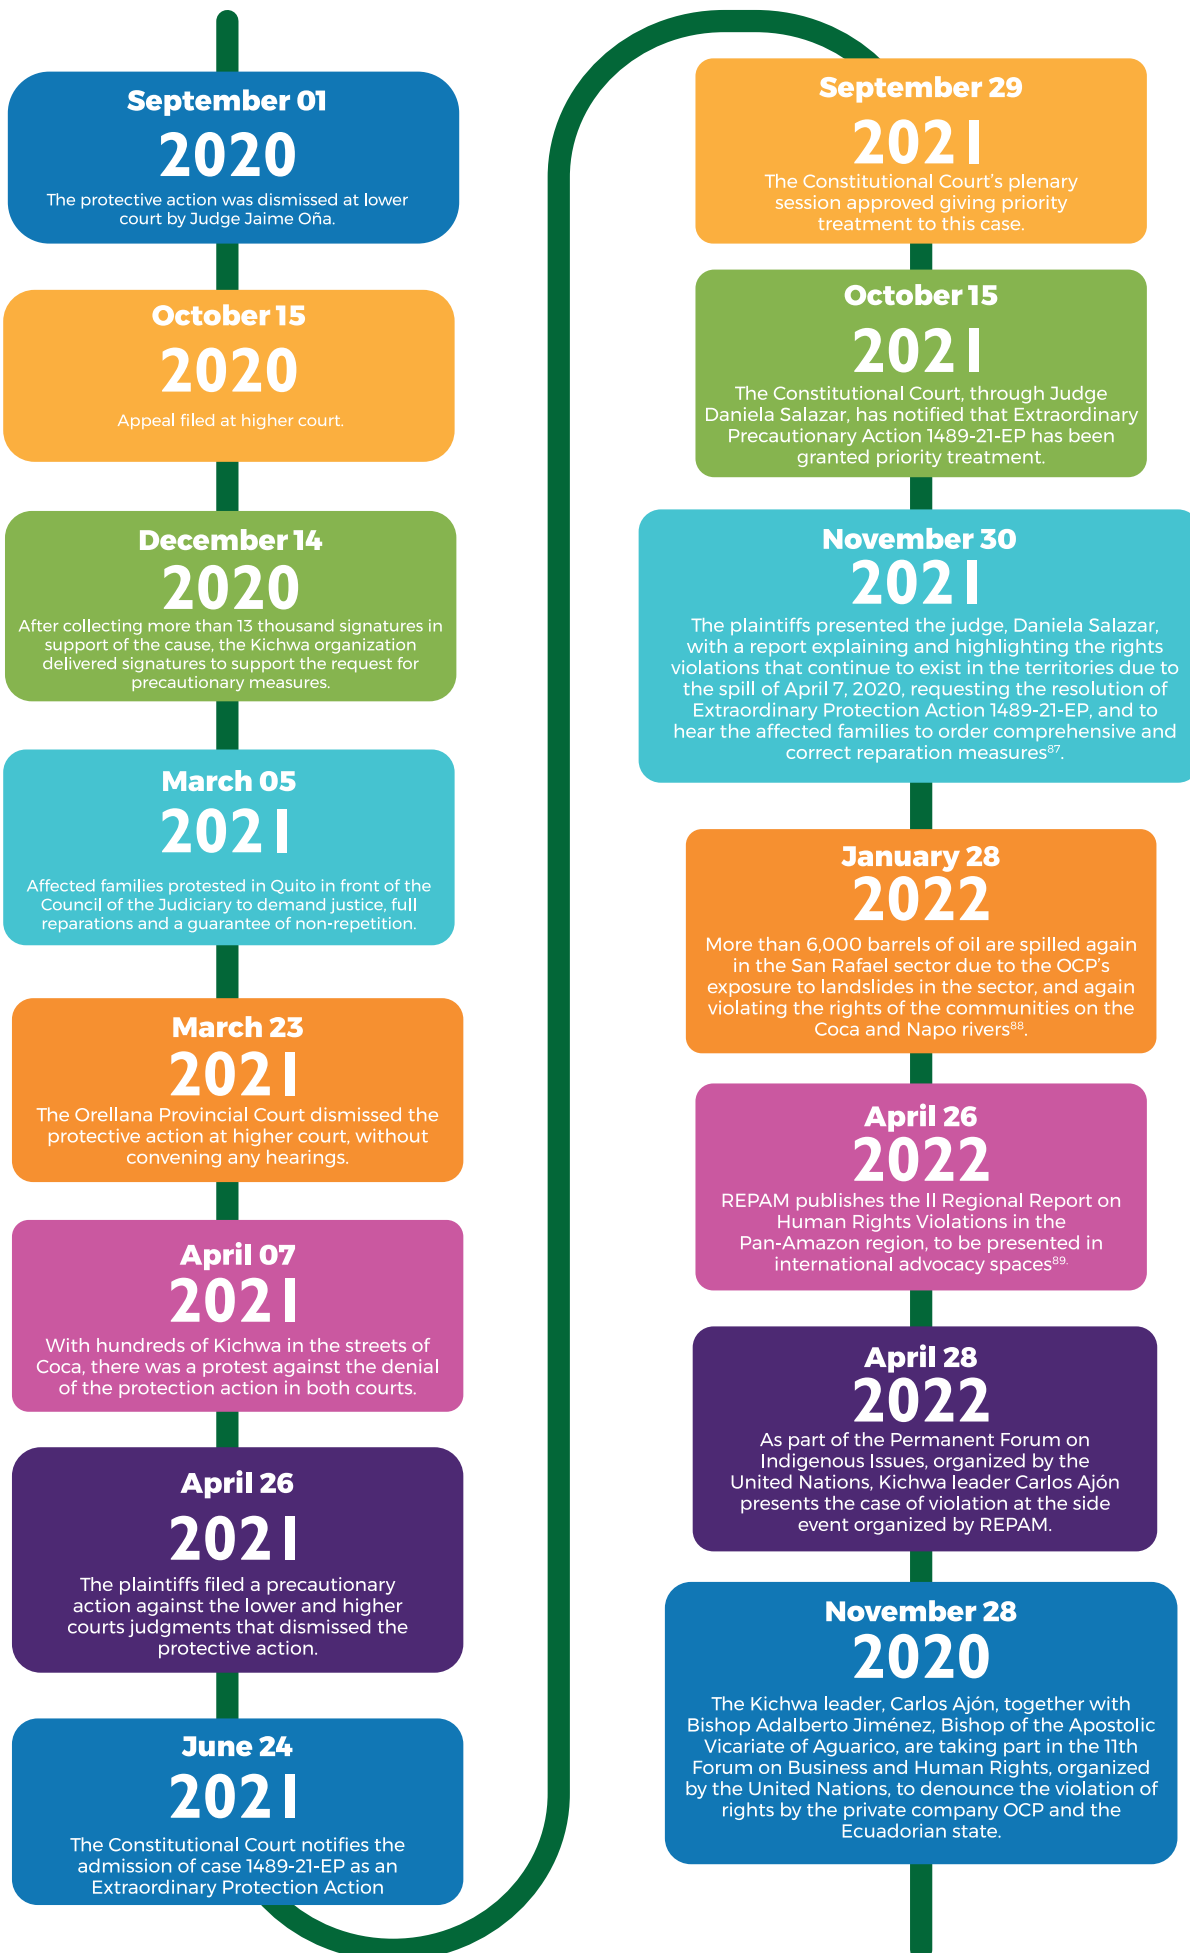 September 01
2020
The protective action was dismissed at lower
court by Judge Jaime Oña.
October 15
2020
Appeal filed at higher court.
December 14
2020
After collecting more than 13 thousand signatures in
support of the cause, the Kichwa organization
delivered signatures to support the request for
precautionary measures.
March 05
2021
Affected families protested in Quito in front of the
Council of the Judiciary to demand justice, full
reparations and a guarantee of non-repetition.
March 23
2021
The Orellana Provincial Court dismissed the
protective action at higher court, without
convening any hearings.
April 07
2021
With hundreds of Kichwa in the streets of
Coca, there was a protest against the denial
of the protection action in both courts.
April 26
2021
The plaintiffs filed a precautionary
action against the lower and higher
courts judgments that dismissed the
protective action.
June 24
2021
The Constitutional Court notifies the
admission of case 1489-21-EP as an
Extraordinary Protection Action
September 29
2021
The Constitutional Court's plenary
session approved giving priority
treatment to this case.
October 15
2021
The Constitutional Court, through Judge
Daniela Salazar, has notified that Extraordinary
Precautionary Action 1489-21-EP has been
granted priority treatment.
November 30
2021
The plaintiffs presented the judge, Daniela Salazar,
with a report explaining and highlighting the rights
violations that continue to exist in the territories due to
the spill of April 7, 2020, requesting the resolution of
Extraordinary Protection Action 1489-21-EP, and to
hear the affected families to order comprehensive and
correct reparation measures⁸⁷.
January 28
2022
More than 6,000 barrels of oil are spilled again
in the San Rafael sector due to the OCP's
exposure to landslides in the sector, and again
violating the rights of the communities on the
Coca and Napo rivers⁸⁸.
April 26
2022
REPAM publishes the II Regional Report on
Human Rights Violations in the
Pan-Amazon region, to be presented in
international advocacy spaces⁸⁹.
April 28
2022
As part of the Permanent Forum on
Indigenous Issues, organized by the
United Nations, Kichwa leader Carlos Ajón
presents the case of violation at the side
event organized by REPAM.
November 28
2020
The Kichwa leader, Carlos Ajón, together with
Bishop Adalberto Jiménez, Bishop of the Apostolic
Vicariate of Aguarico, are taking part in the 11th
Forum on Business and Human Rights, organized
by the United Nations, to denounce the violation of
rights by the private company OCP and the
Ecuadorian state.